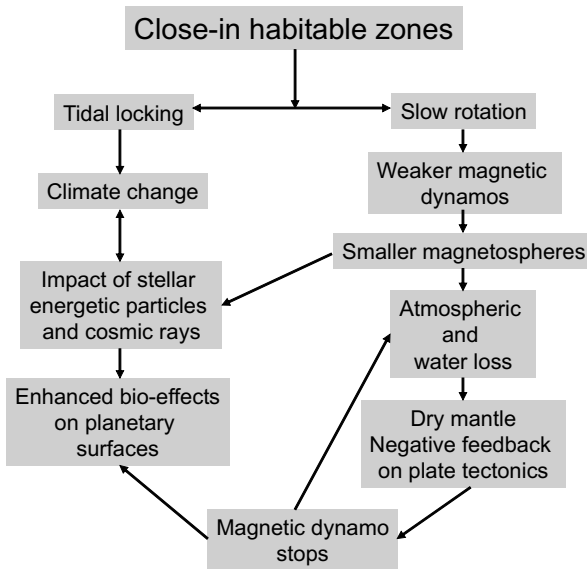 Close-in habitable zones
Tidal locking
Slow rotation
Climate change
Weaker magnetic
dynamos
Smaller magnetospheres
Impact of stellar
energetic particles
and cosmic rays
Atmospheric
and
water loss
Enhanced bio-effects
on planetary
surfaces
Dry mantle
Negative feedback
on plate tectonics
Magnetic dynamo
stops